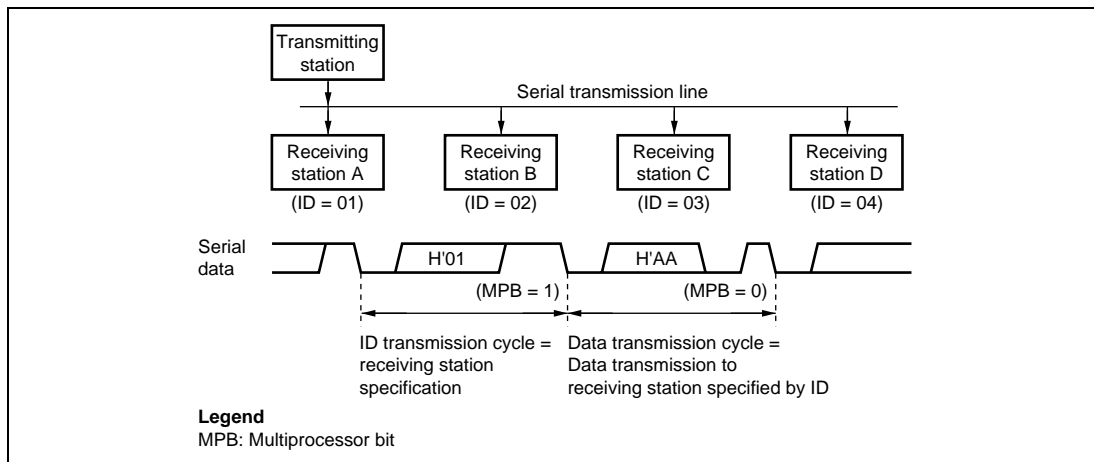 Transmitting
station
Serial transmission line
Receiving
station A
Receiving
station B
Receiving
station C
Receiving
station D
(ID = 01)
(ID = 02)
(ID = 03)
(ID = 04)
Serial
data
H'01
H'AA
(MPB = 1)
(MPB = 0)
ID transmission cycle =
receiving station
specification
Data transmission cycle =
Data transmission to
receiving station specified by ID
Legend
MPB: Multiprocessor bit